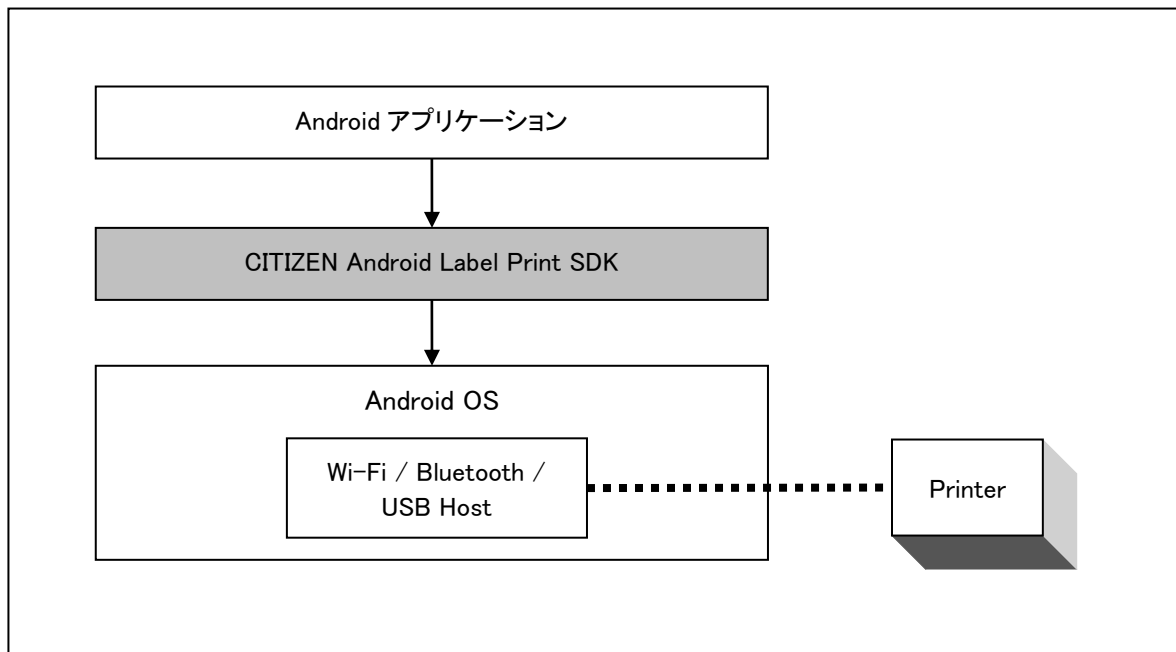 Android アプリケーション
CITIZEN Android Label Print SDK
Android OS
Wi-Fi / Bluetooth /
USB Host
Printer